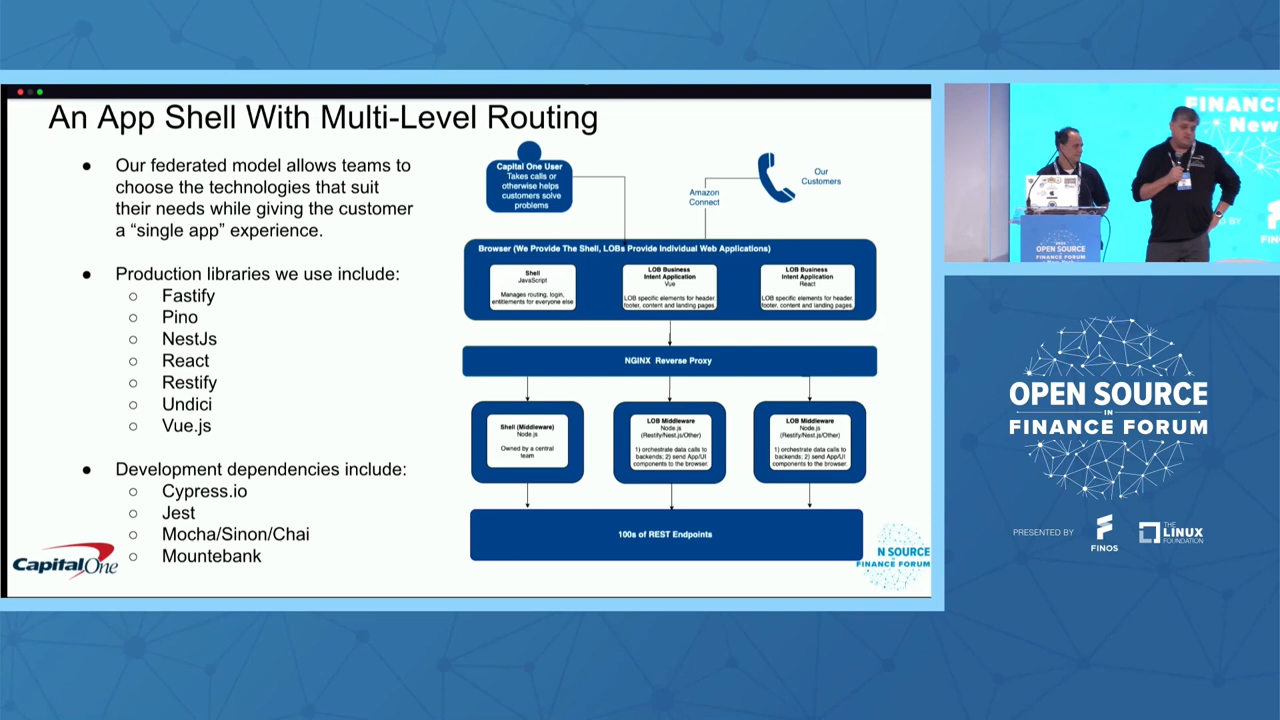 An App Shell With Multi-Level Routing
● Our federated model allows teams to
choose the technologies that suit
their needs while giving the customer
a “single app” experience.
● Production libraries we use include:
○ Fastify
○ Pino
○ NestJs
○ React
○ Restify
○ Undici
○ Vue.js
● Development dependencies include:
○ Cypress.io
○ Jest
○ Mocha/Sinon/Chai
○ Mountebank
Capital One
Capital One User
Takes calls or
otherwise helps
customers solve
problems
Amazon
Connect
Our
Customers
Browser (We Provide The Shell, LOBs Provide Individual Web Applications)
Shell
JavaScript
Manages routing, login,
entitlements for everyone else
LOB Business
Intent Application
Vue
LOB specific elements for header,
footer, content and landing pages.
LOB Business
Intent Application
React
LOB specific elements for header,
footer, content and landing pages.
NGINX Reverse Proxy
Shell (Middleware)
Node.js
Owned by a central
team
LOB Middleware
Node.js
(Restify/Nest.js/Other)
1) orchestrate data calls to
backends; 2) send App/UI
components to the browser.
LOB Middleware
Node.js
(Restify/Nest.js/Other)
1) orchestrate data calls to
backends; 2) send App/UI
components to the browser.
100s of REST Endpoints
N SOURCE
FINANCE FORUM
FINANCE
New
BY
FIN
OPEN SOURCE
FINANCE FORUM
OPEN SOURCE
IN
FINANCE FORUM
PRESENTED BY
FINOS
THE
LINUX
FOUNDATION